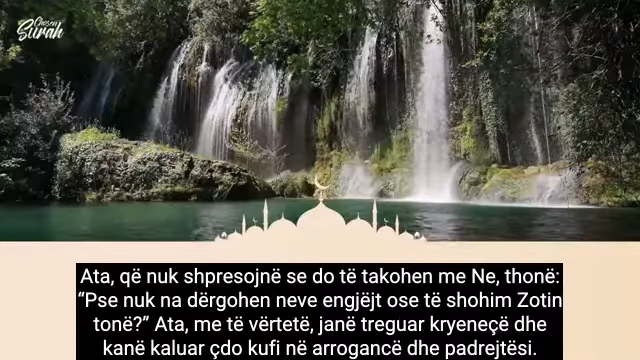 Chosen
Surah
Ata, që nuk shpresojnë se do të takohen me Ne, thonë:
“Pse nuk na dërgohen neve engjëjt ose të shohim Zotin
tonë?” Ata, me të vërtetë, janë treguar kryeneçë dhe
kanë kaluar çdo kufi në arrogancë dhe padrejtësi.